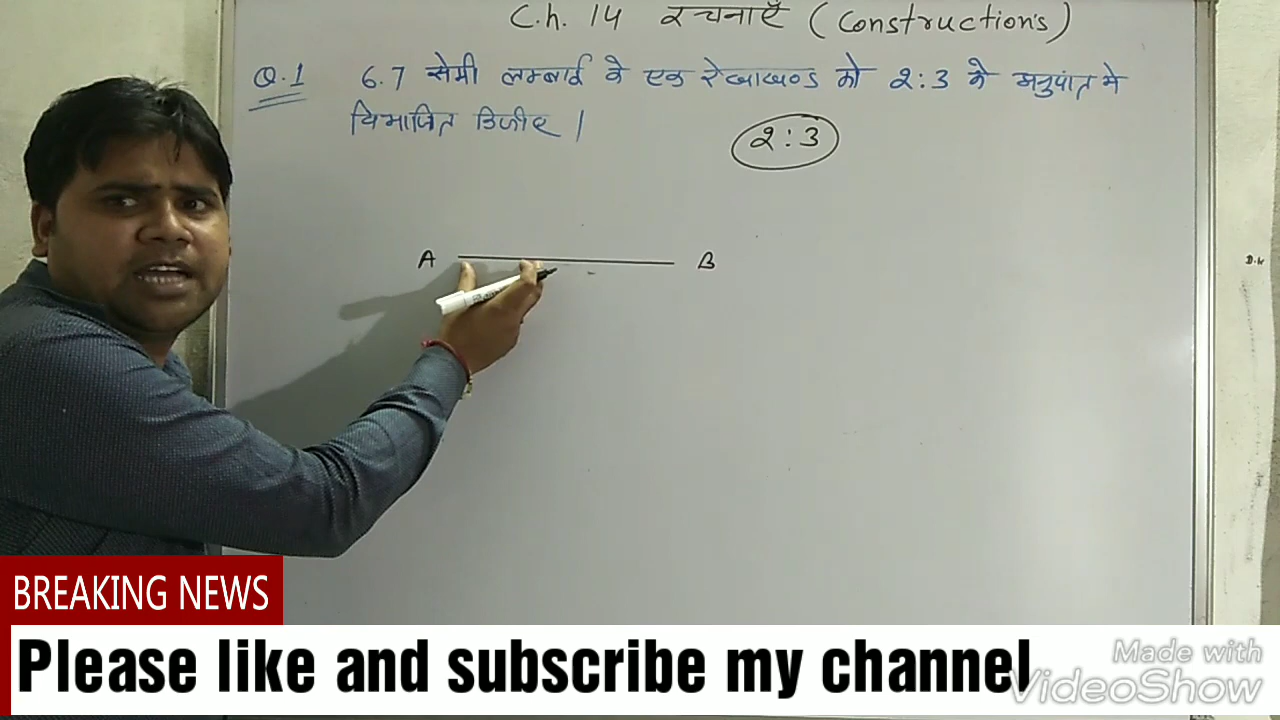 Ch. 14 रचनाएँ (Constructions)
Q.1 6.7 सेमी लम्बाई के एक रेखाखण्ड को 2:3 के अनुपात मे
विभाजित किजीए |
2:3
A B
BREAKING NEWS
Please like and subscribe my channel
Made with
VideoShow